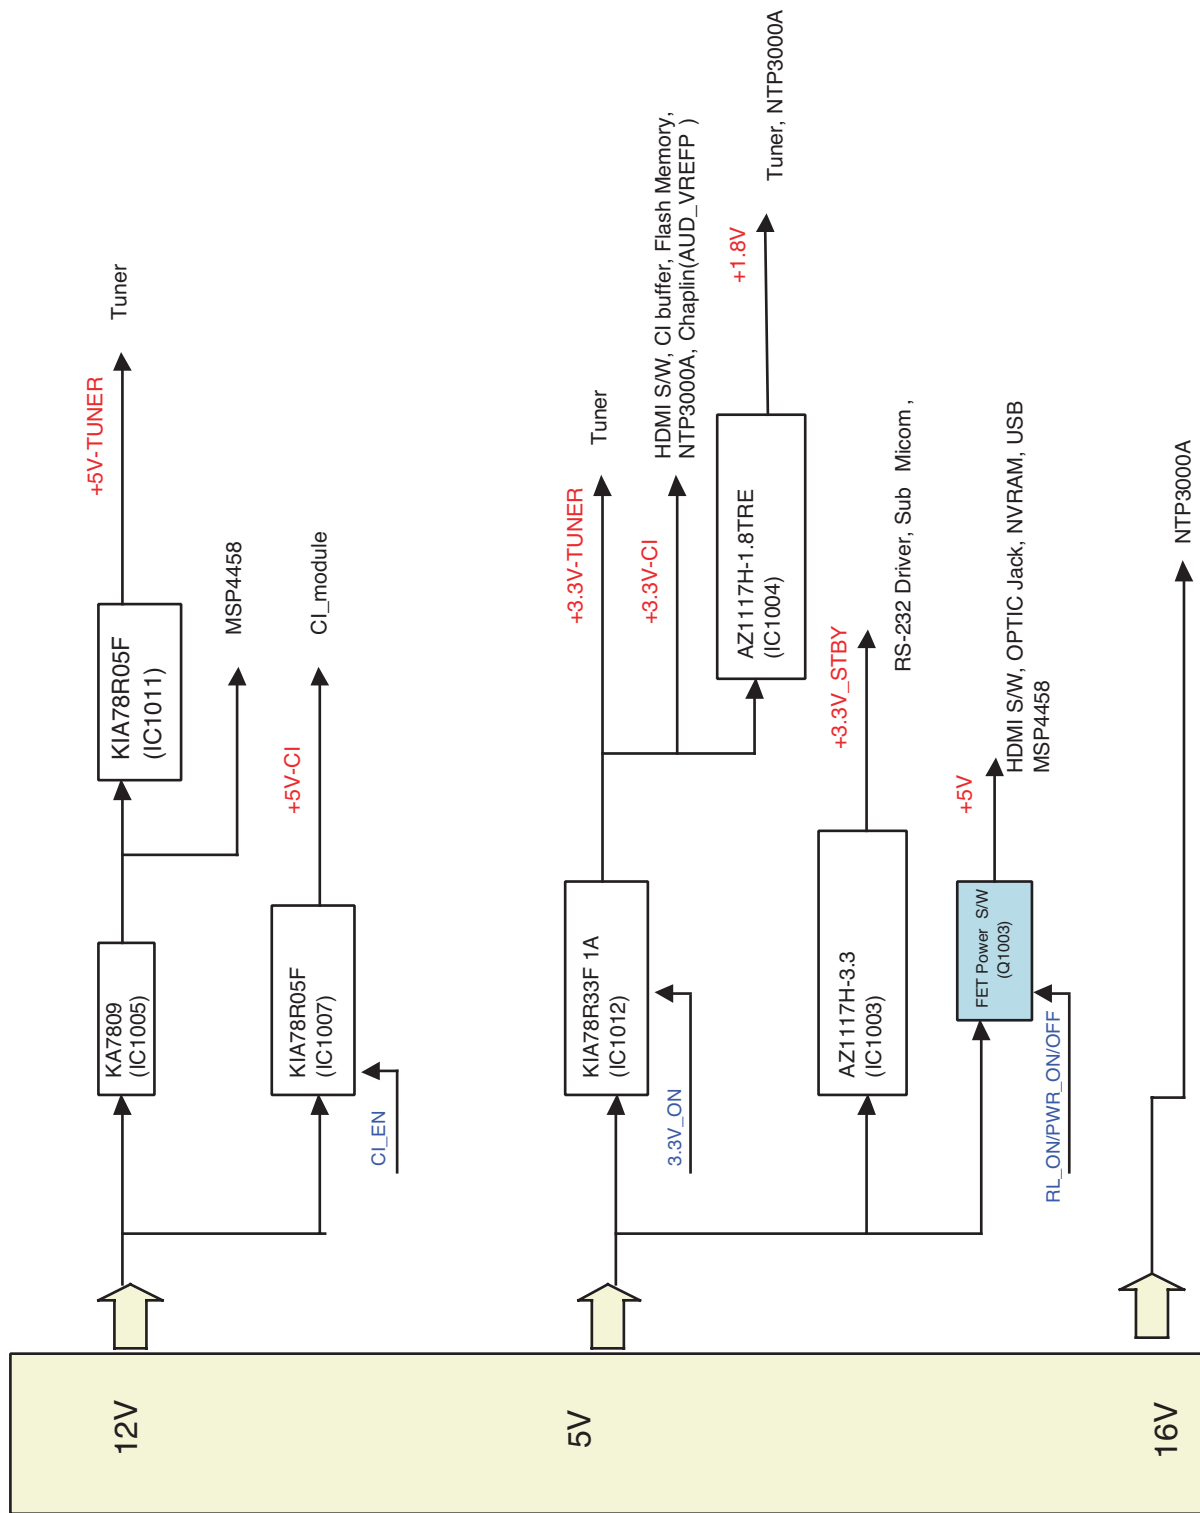 12V
KA7809
(IC1005)
KIA78R05F
(IC1011)
+5V-TUNER
Tuner
MSP4458
KIA78R05F
(IC1007)
+5V-CI
CI_module
CI_EN
5V
KIA78R33F 1A
(IC1012)
+3.3V-TUNER
Tuner
3.3V_ON
+3.3V-CI
HDMI S/W, CI buffer, Flash Memory,
NTP3000A, Chaplin(AUD_VREFP )
AZ1117H-1.8TRE
(IC1004)
+1.8V
Tuner, NTP3000A
AZ1117H-3.3
(IC1003)
+3.3V_STBY
RS-232 Driver, Sub Micom ,
FET Power S/W
(Q1003)
+5V
HDMI S/W, OPTIC Jack, NVRAM, USB
MSP4458
RL_ON/PWR_ON/OFF
16V
NTP3000A